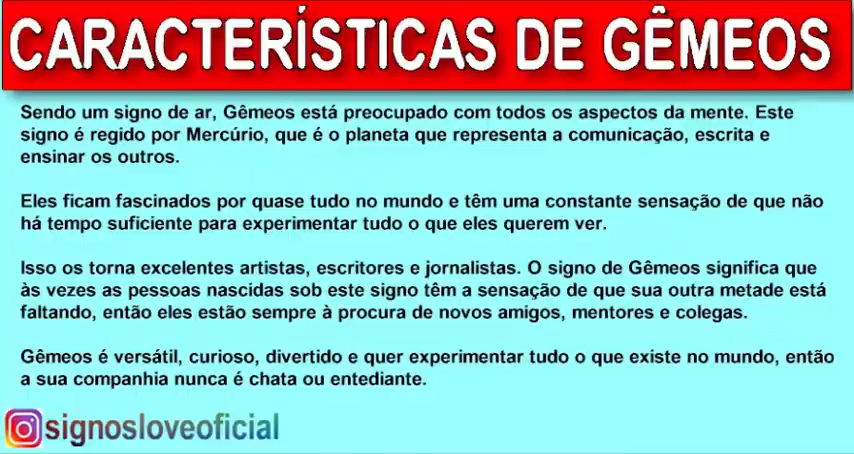 CARACTERÍSTICAS DE GÊMEOS
Sendo um signo de ar, Gêmeos está preocupado com todos os aspectos da mente. Este
signo é regido por Mercúrio, que é o planeta que representa a comunicação, escrita e
ensinar os outros.
Eles ficam fascinados por quase tudo no mundo e têm uma constante sensação de que não
há tempo suficiente para experimentar tudo o que eles querem ver.
Isso os torna excelentes artistas, escritores e jornalistas. O signo de Gêmeos significa que
às vezes as pessoas nascidas sob este signo têm a sensação de que sua outra metade está
faltando, então eles estão sempre à procura de novos amigos, mentores e colegas.
Gêmeos é versátil, curioso, divertido e quer experimentar tudo o que existe no mundo, então
a sua companhia nunca é chata ou entediante.
signosloveoficial